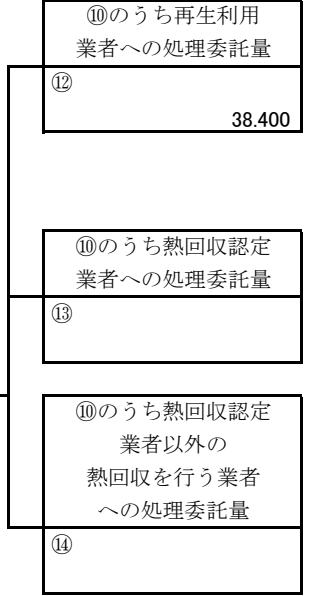 ⑩のうち再生利用
業者への処理委託量
⑫
38.400
⑩のうち熱回収認定
業者への処理委託量
⑬
⑩のうち熱回収認定
業者以外の
熱回収を行う業者
への処理委託量
⑭